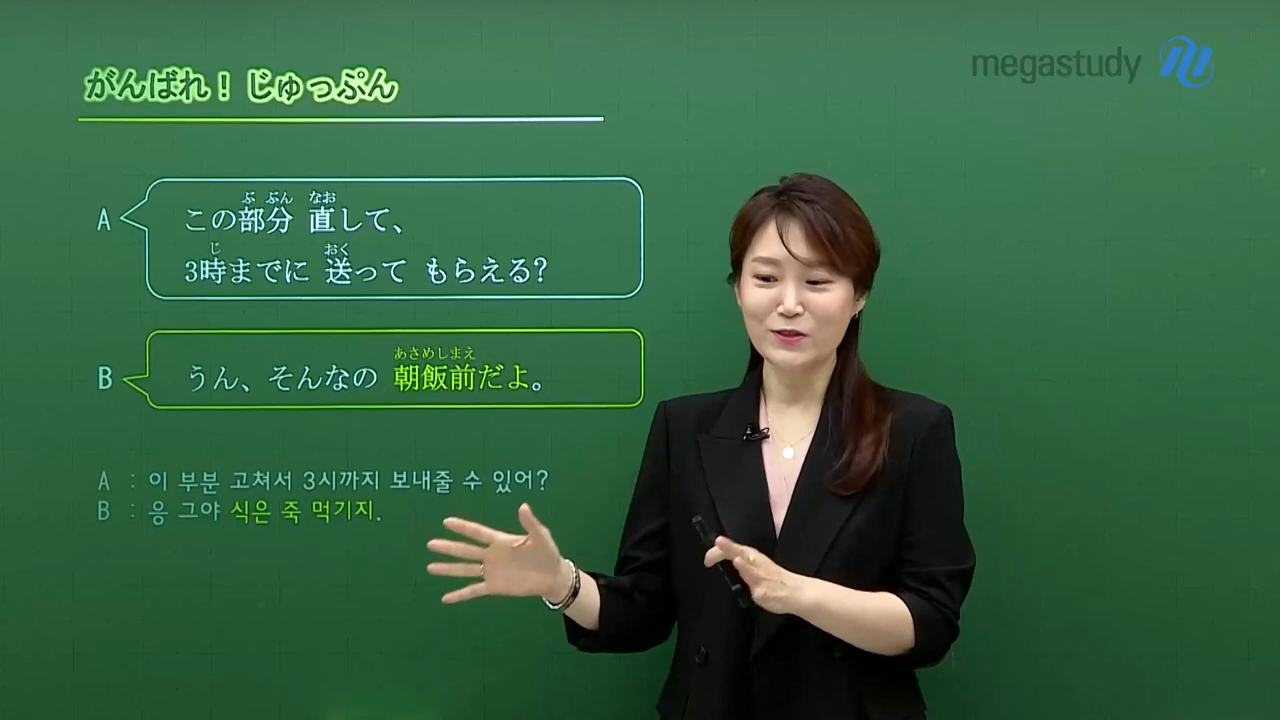 がんばれ！じゅっぷん
megastudy
A
ぶ ぶん なお
この部分 直して、
じ おく
3時までに 送って もらえる?
B
あさめしまえ
うん、そんなの 朝飯前だよ。
A : 이 부분 고쳐서 3시까지 보내줄 수 있어?
B : 응 그야 식은 죽 먹기지.